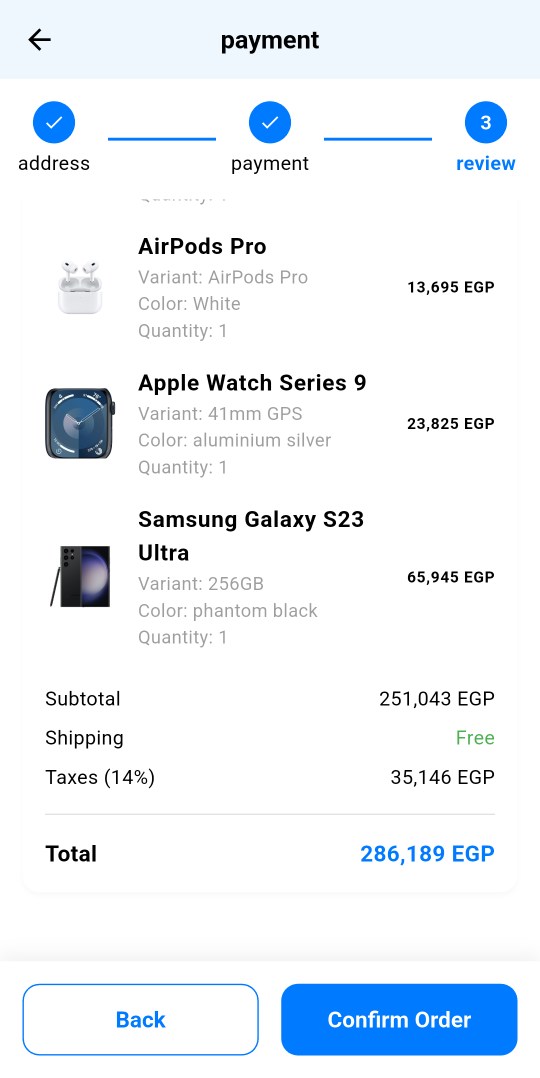 payment
3
address
payment
review
AirPods Pro
Variant: AirPods Pro
Color: White
Quantity: 1
13,695 EGP
Apple Watch Series 9
Variant: 41mm GPS
Color: aluminium silver
Quantity: 1
23,825 EGP
Samsung Galaxy S23
Ultra
Variant: 256GB
Color: phantom black
Quantity: 1
65,945 EGP
Subtotal
251,043 EGP
Shipping
Free
Taxes (14%)
35,146 EGP
Total
286,189 EGP
Back
Confirm Order